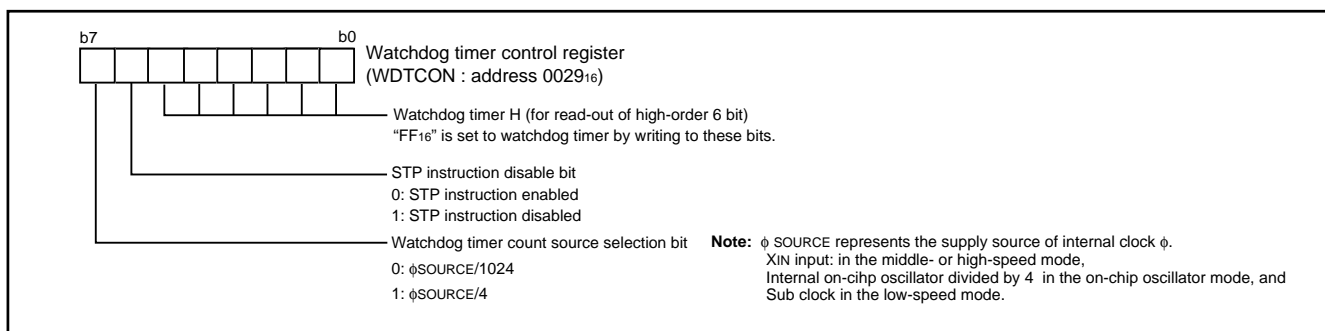 b7 b0
Watchdog timer control register
(WDTCON : address 002916)
Watchdog timer H (for read-out of high-order 6 bit)
“FF16” is set to watchdog timer by writing to these bits.
STP instruction disable bit
0: STP instruction enabled
1: STP instruction disabled
Watchdog timer count source selection bit
0: ϕSOURCE/1024
1: ϕSOURCE/4
Note: ϕ SOURCE represents the supply source of internal clock ϕ.
XIN input: in the middle- or high-speed mode,
Internal on-cihp oscillator divided by 4 in the on-chip oscillator mode, and
Sub clock in the low-speed mode.